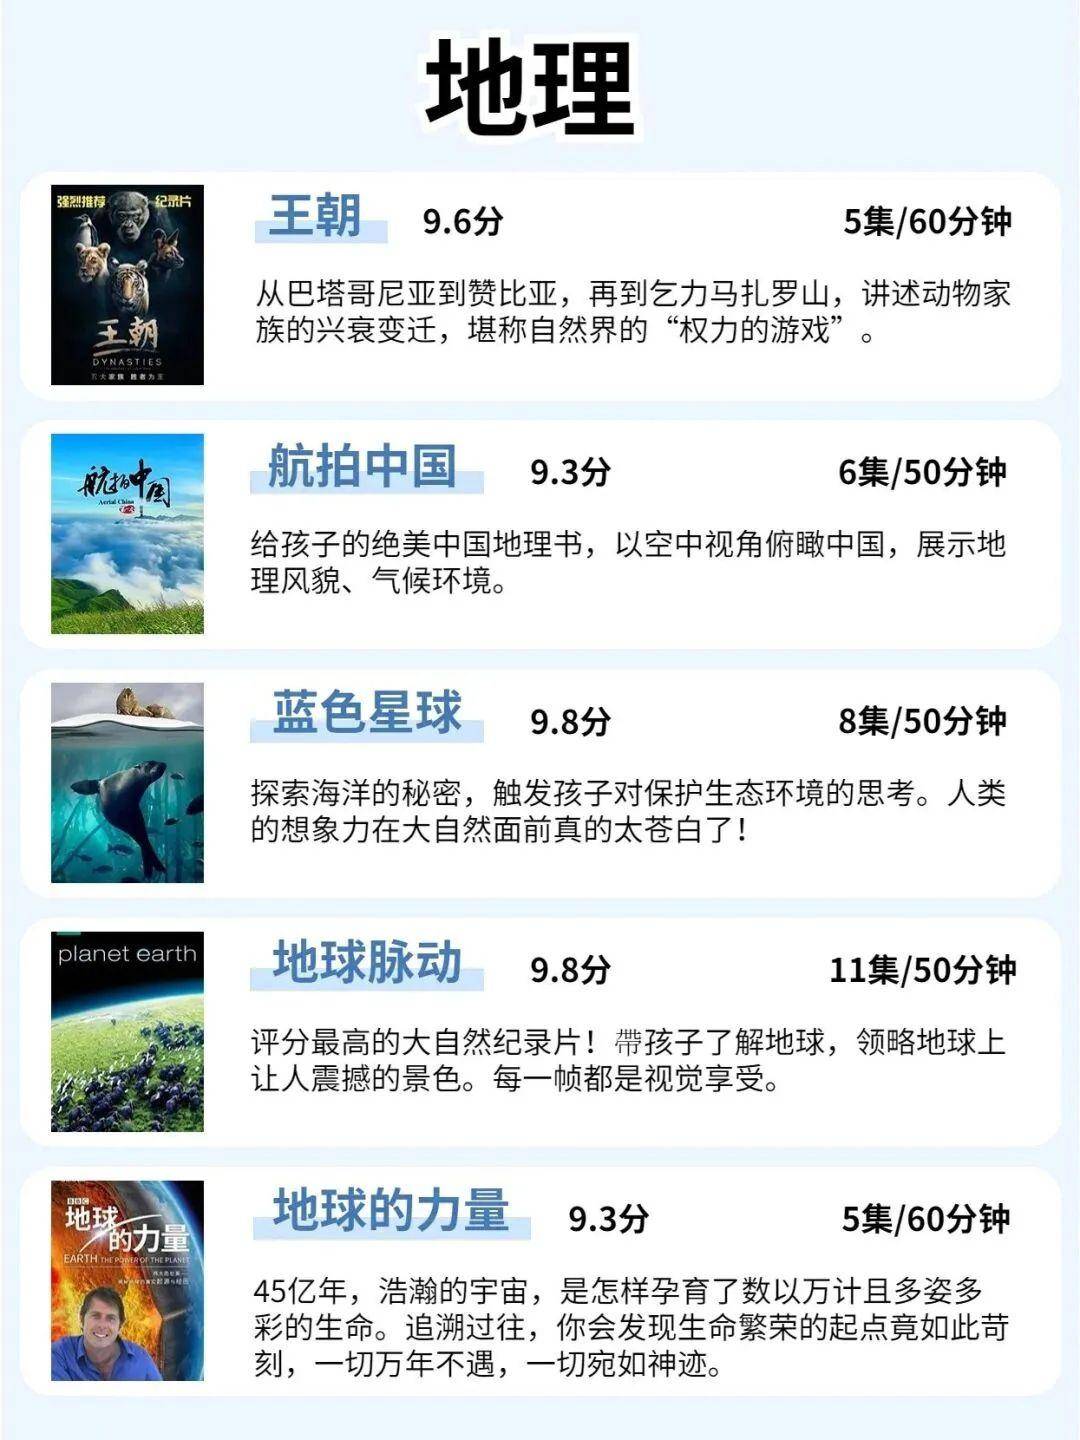 地理
强烈推荐 纪录片
王朝
DYNASTIES
五大家族 胜者为王
王朝 9.6分 5集/60分钟
从巴塔哥尼亚到赞比亚，再到乞力马扎罗山，讲述动物家
族的兴衰变迁，堪称自然界的“权力的游戏”。
航拍中国
Aerial China
航拍中国 9.3分 6集/50分钟
给孩子的绝美中国地理书，以空中视角俯瞰中国，展示地
理风貌、气候环境。
蓝色星球 9.8分 8集/50分钟
探索海洋的秘密，触发孩子对保护生态环境的思考。人类
的想象力在大自然面前真的太苍白了！
planet earth
地球脉动 9.8分 11集/50分钟
评分最高的大自然纪录片！帶孩子了解地球，领略地球上
让人震撼的景色。每一帧都是视觉享受。
BBC
地球
的力量
EARTH THE POWER OF THE PLANET
地球的力量 9.3分 5集/60分钟
45亿年，浩瀚的宇宙，是怎样孕育了数以万计且多姿多
彩的生命。追溯过往，你会发现生命繁荣的起点竟如此苛
刻，一切万年不遇，一切宛如神迹。